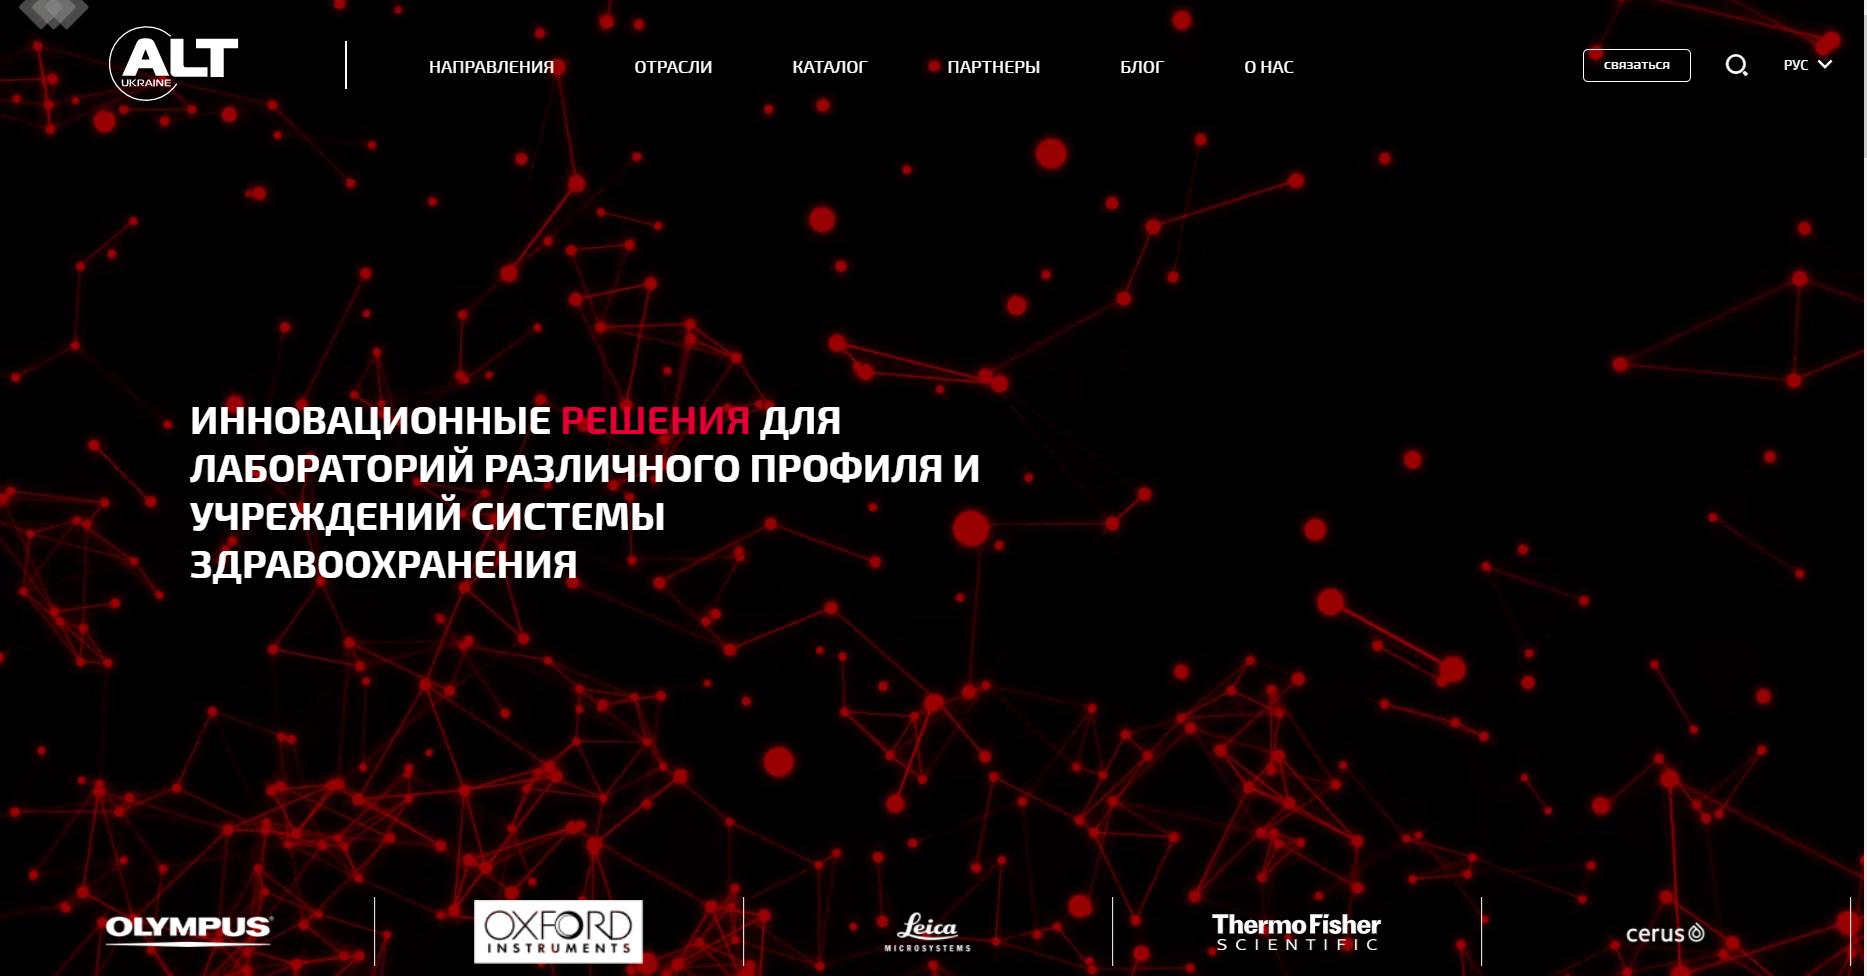 ALT
UKRAINE
НАПРАВЛЕНИЯ
ОТРАСЛИ
КАТАЛОГ
ПАРТНЕРЫ
БЛОГ
О НАС
связаться
РУС
ИННОВАЦИОННЫЕ РЕШЕНИЯ ДЛЯ
ЛАБОРАТОРИЙ РАЗЛИЧНОГО ПРОФИЛЯ И
УЧРЕЖДЕНИЙ СИСТЕМЫ
ЗДРАВООХРАНЕНИЯ
OLYMPUS
OXFORD
INSTRUMENTS
Leica
MICROSYSTEMS
ThermoFisher
SCIENTIFIC
cerus